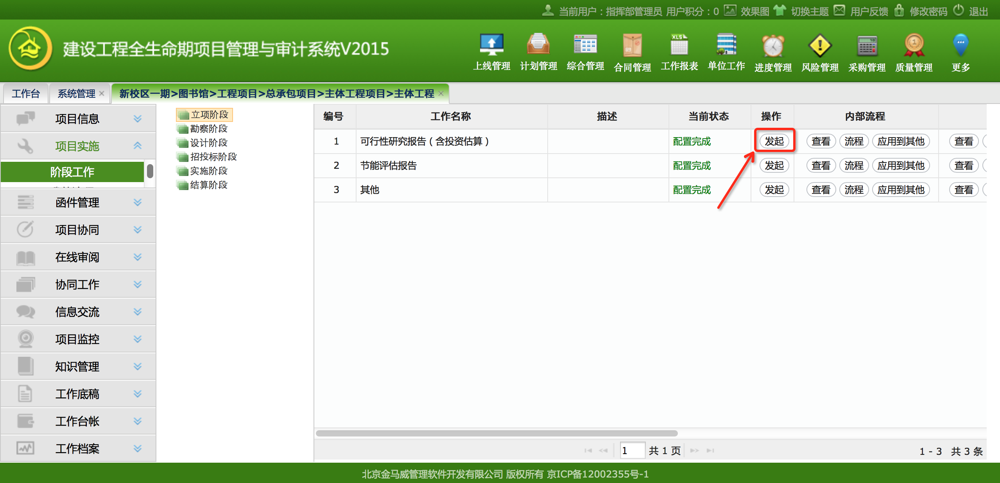 当前用户：指挥部管理员 用户积分：0 效果图 切换主题 用户反馈 修改密码 退出
建设工程全生命期项目管理与审计系统V2015
上线管理 计划管理 综合管理 合同管理 工作报表 单位工作 进度管理 风险管理 采购管理 质量管理 更多
XLS
工作台 系统管理 × 新校区一期>图书馆>工程项目>总承包项目>主体工程项目>主体工程 ×
项目信息
项目实施
阶段工作
函件管理
项目协同
在线审阅
协同工作
信息交流
项目监控
知识管理
工作底稿
工作台帐
工作档案
立项阶段
勘察阶段
设计阶段
招投标阶段
实施阶段
结算阶段
编号 工作名称 描述 当前状态 操作 内部流程
1 可行性研究报告（含投资估算） 配置完成 发起 查看 流程 应用到其他 查看
2 节能评估报告 配置完成 发起 查看 流程 应用到其他 查看
3 其他 配置完成 发起 查看 流程 应用到其他 查看
1 共 1 页 1 - 3 共 3 条
北京金马威管理软件开发有限公司 版权所有 京ICP备12002355号-1